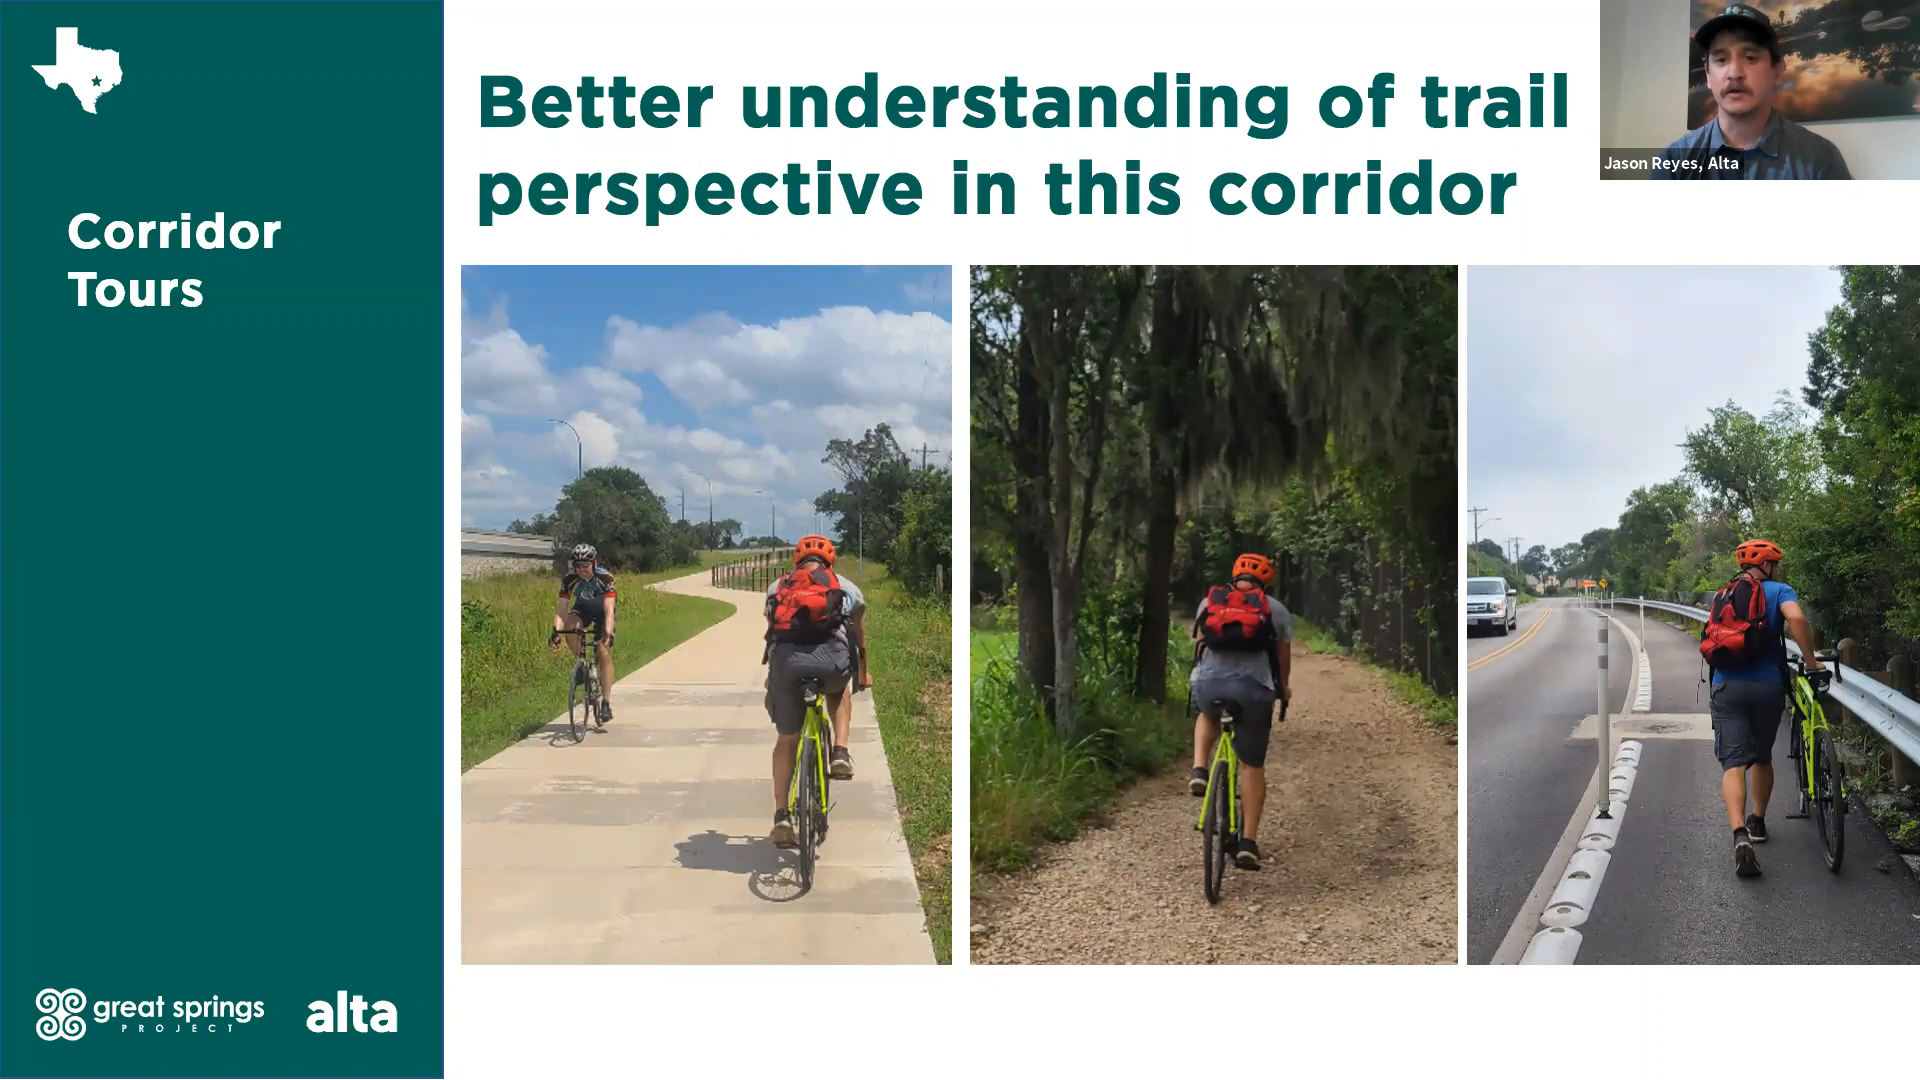 Corridor
Tours
Better understanding of trail
perspective in this corridor
Jason Reyes, Alta
great springs
PROJECT
alta